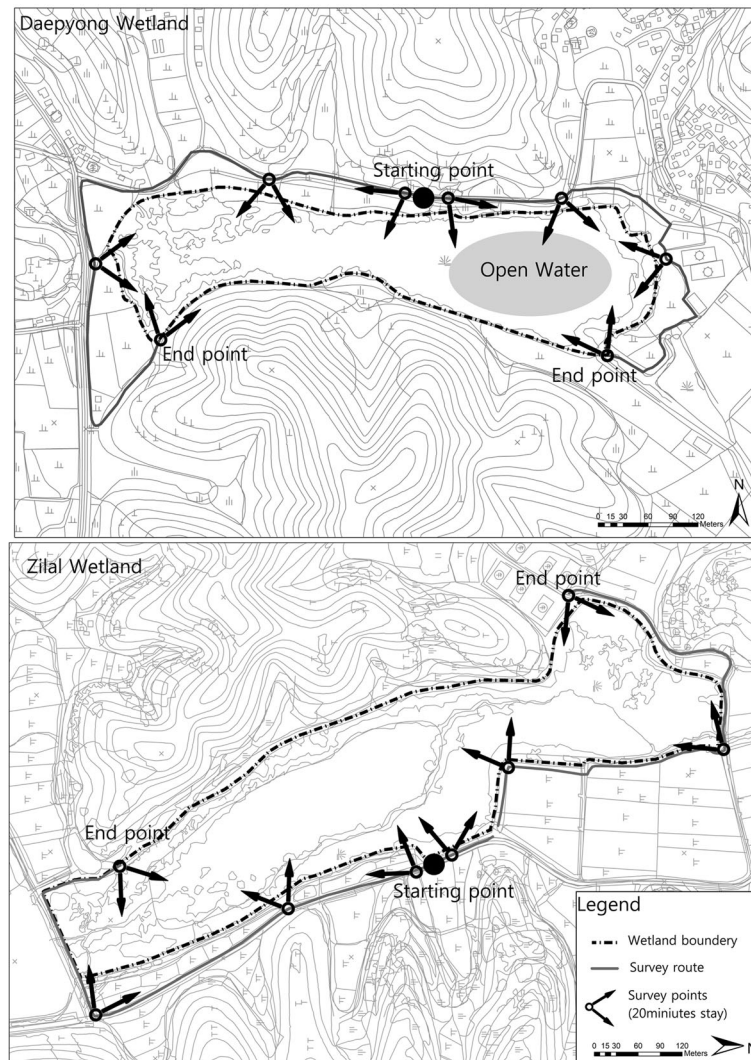 Daepyong Wetland
Starting point
Open Water
End point
End point
N
0 15 30 60 90 120
Meters
Zilal Wetland
End point
End point
Starting point
Legend
Wetland boundery
Survey route
Survey points
(20miniutes stay)
0 15 30 60 90 120
Meters